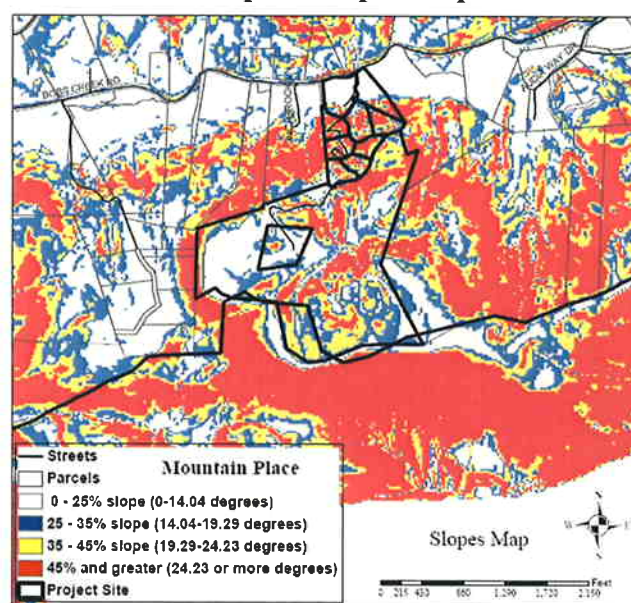 BOBS CREEK RD
Streets
Parcels
Mountain Place
0 - 25% slope (0-14.04 degrees)
25 - 35% slope (14.04-19.29 degrees)
35 - 45% slope (19.29-24.23 degrees)
45% and greater (24.23 or more degrees)
Project Site
Slopes Map
N
W
E
S
Feet
0 215 430 860 1,290 1,720 2,150